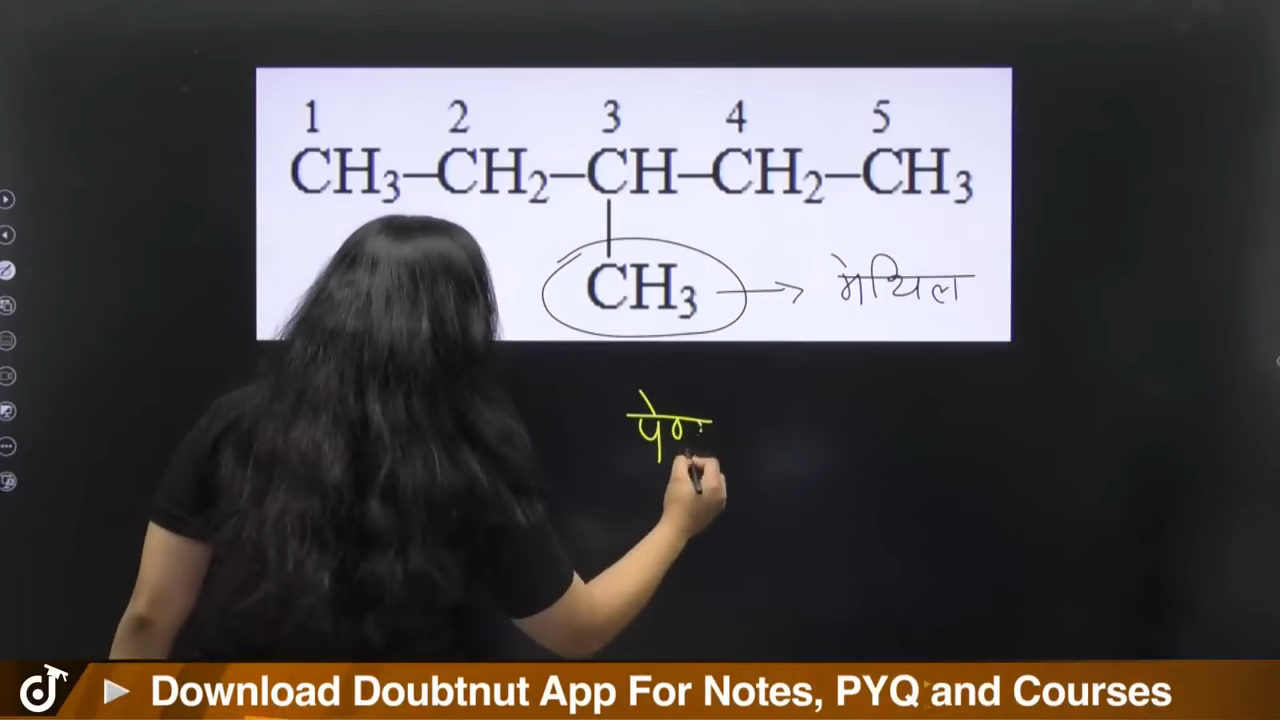 1 2 3 4 5
CH₃–CH₂–CH–CH₂–CH₃
|
CH₃ → मेथिल
Download Doubtnut App For Notes, PYQ and Courses